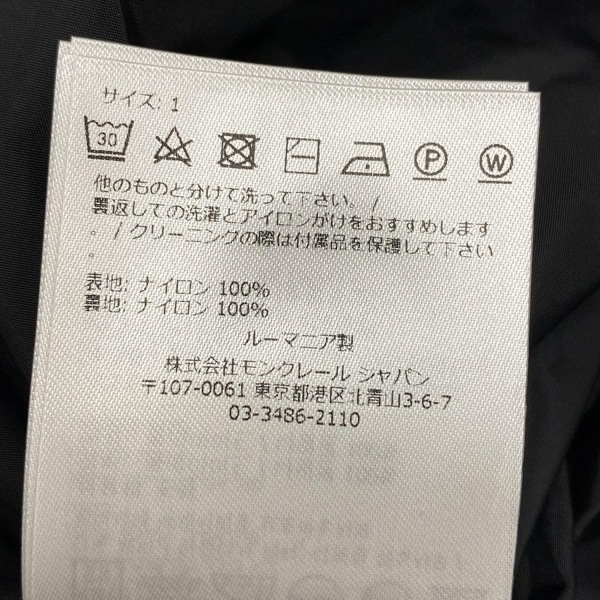 サイズ: 1
30
P
W
他のものと分けて洗って下さい。 /
裏返しての洗濯とアイロンがけをおすすめします
。 / クリーニングの際は付属品を保護して下さい
。
表地: ナイロン 100%
裏地: ナイロン 100%
ルーマニア製
株式会社モンクレール ジャパン
〒107-0061 東京都港区北青山3-6-7
03-3486-2110